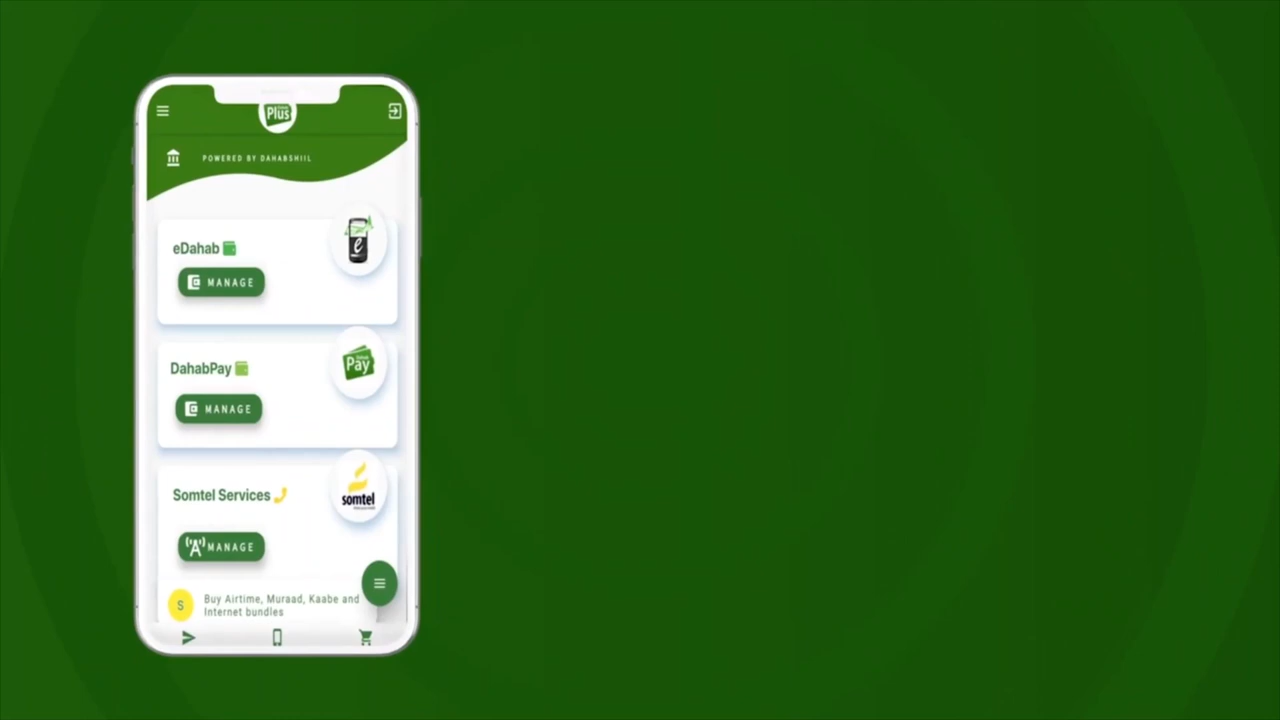 Plus
POWERED BY DAHABSHIIL
eDahab
e
MANAGE
DahabPay
Pay
MANAGE
Somtel Services
somtel
MANAGE
S
Buy Airtime, Muraad, Kaabe and
Internet bundles